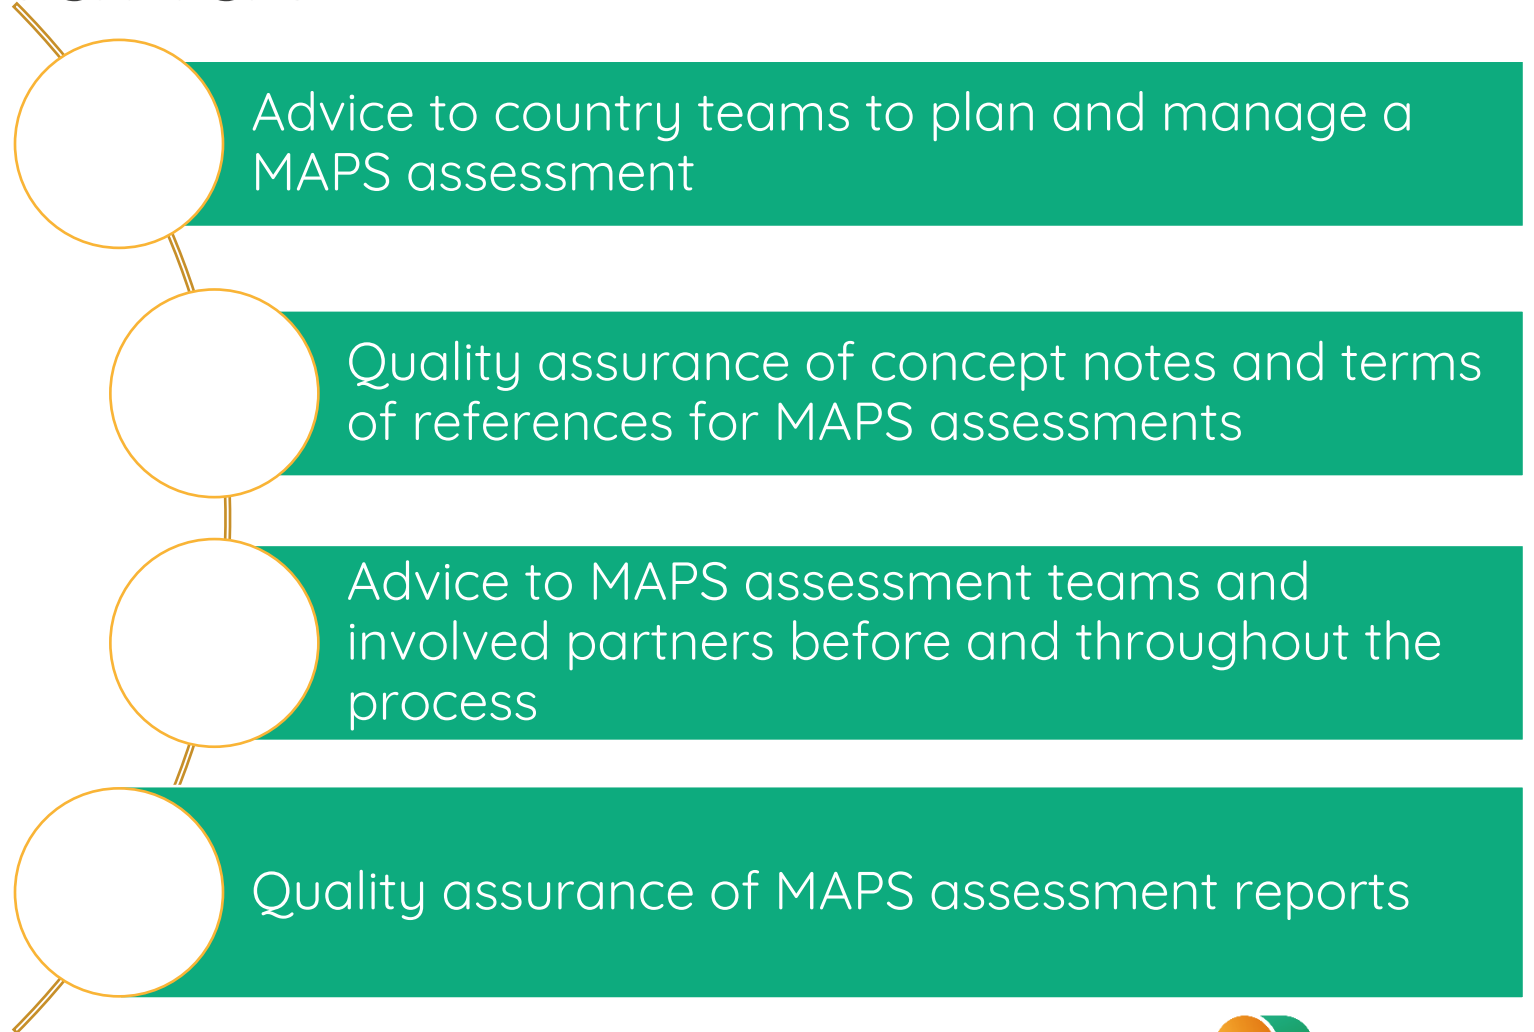 Advice to country teams to plan and manage a
MAPS assessment
Quality assurance of concept notes and terms
of references for MAPS assessments
Advice to MAPS assessment teams and
involved partners before and throughout the
process
Quality assurance of MAPS assessment reports